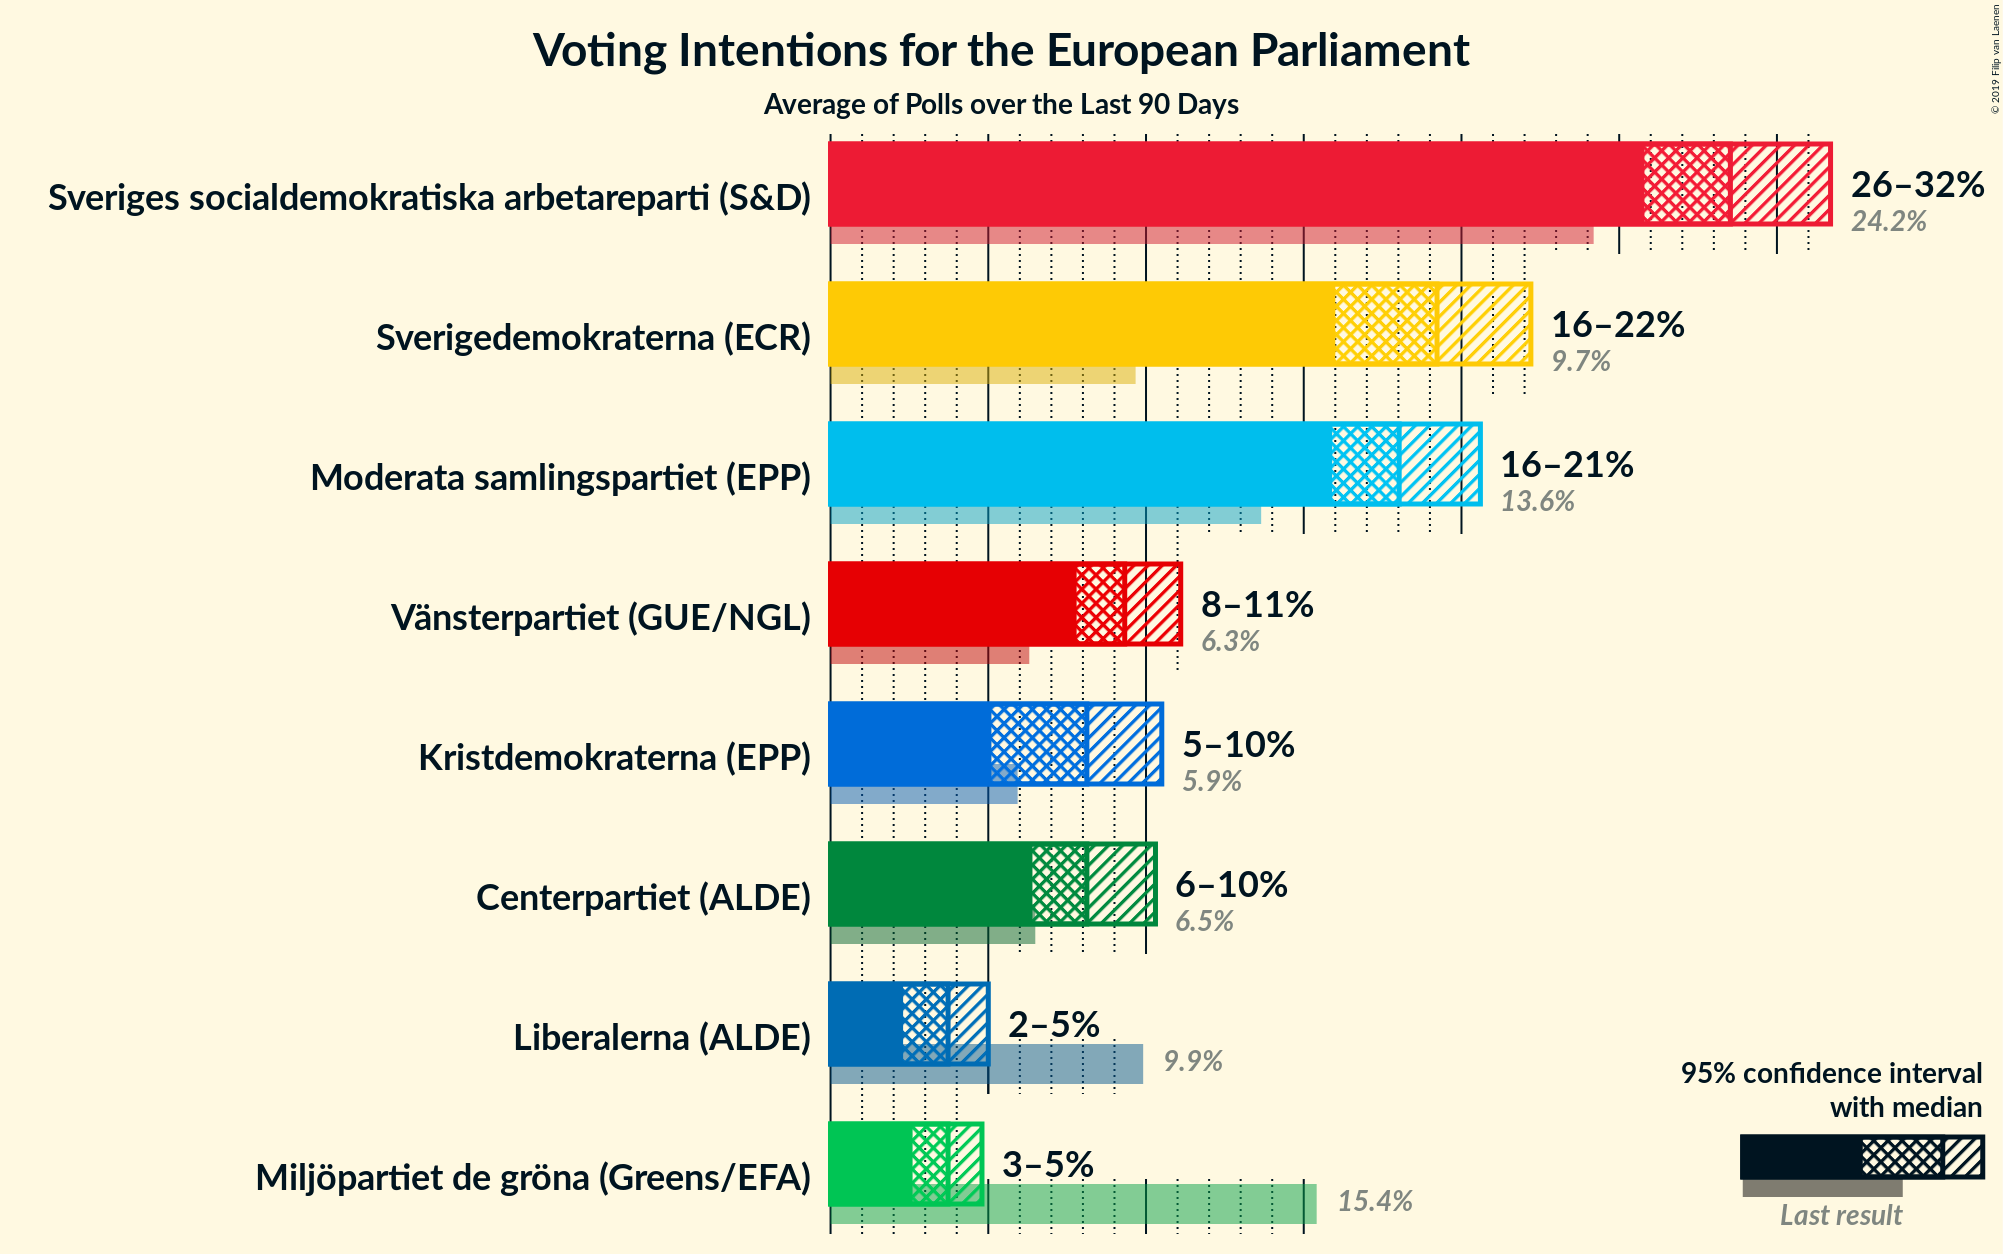 Voting Intentions for the European Parliament
Average of Polls over the Last 90 Days
© 2019 Filip van Laenen
Sveriges socialdemokratiska arbetareparti (S&D)
26–32%
24.2%
Sverigedemokraterna (ECR)
16–22%
9.7%
Moderata samlingspartiet (EPP)
16–21%
13.6%
Vänsterpartiet (GUE/NGL)
8–11%
6.3%
Kristdemokraterna (EPP)
5–10%
5.9%
Centerpartiet (ALDE)
6–10%
6.5%
Liberalerna (ALDE)
2–5%
9.9%
Miljöpartiet de gröna (Greens/EFA)
3–5%
15.4%
95% confidence interval
with median
Last result